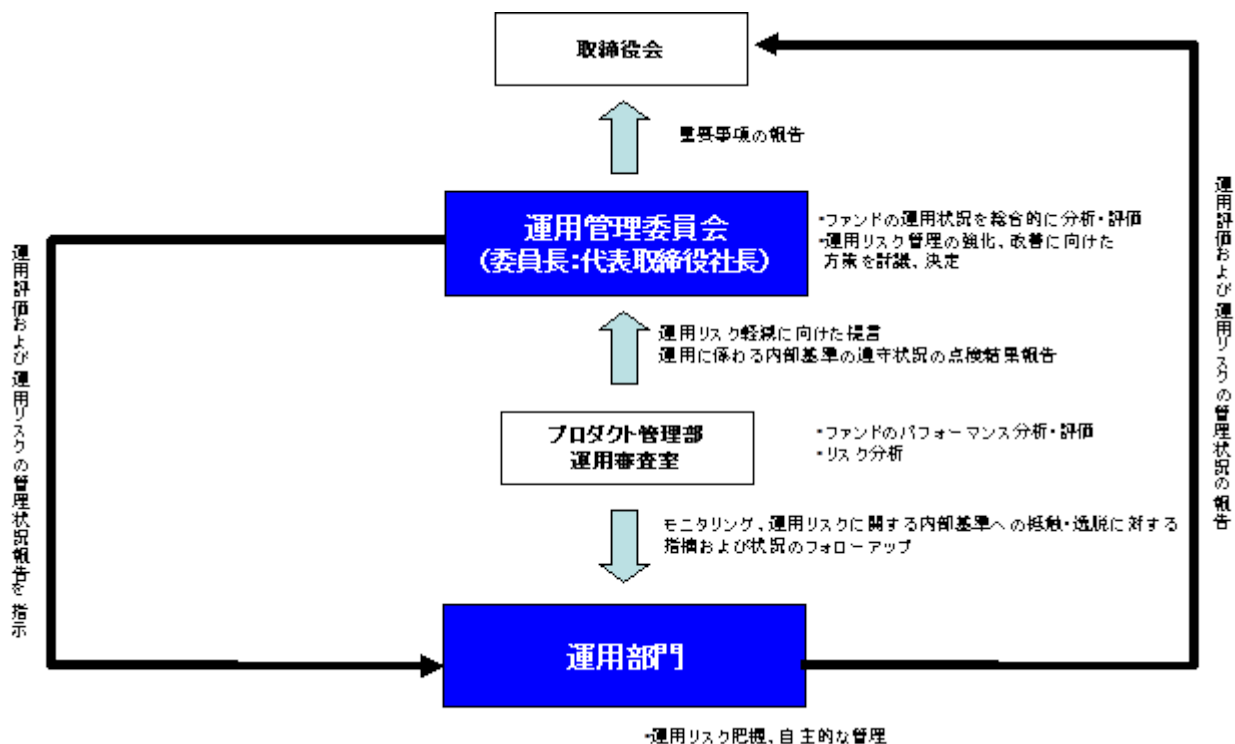 取締役会
重要事項の報告
運用管理委員会
(委員長:代表取締役社長)
・ファンドの運用状況を総合的に分析・評価
・運用リスク管理の強化、改善に向けた
方策を討議、決定
運用リスク軽減に向けた提言
運用に係わる内部基準の遵守状況の点検結果報告
プロダクト管理部
運用審査室
・ファンドのパフォーマンス分析・評価
・リスク分析
モニタリング、運用リスクに関する内部基準への抵触・逸脱に対する
指摘および状況のフォローアップ
運用部門
・運用リスク把握、自主的な管理
運用評価および運用リスクの管理状況報告を指示
運用評価および運用リスクの管理状況の報告